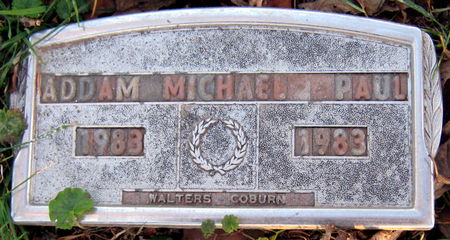 ADDAM MICHAEL PAUL
1983 1983
WALTERS COBURN